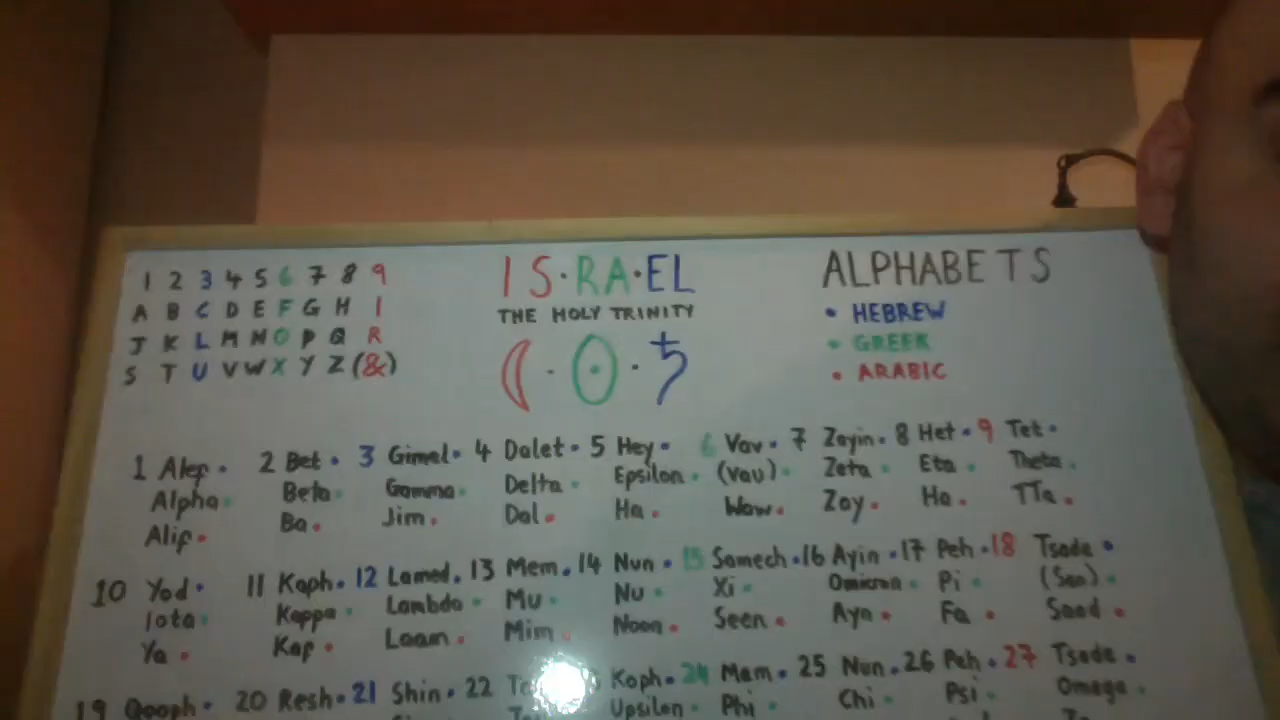 1 2 3 4 5 6 7 8 9
A B C D E F G H I
J K L M N O P Q R
S T U V W X Y Z (&)
IS·RA·EL
THE HOLY TRINITY
ALPHABETS
• HEBREW
• GREEK
• ARABIC
1 Alef • 2 Bet • 3 Gimel • 4 Dalet • 5 Hey • 6 Vav • 7 Zayin • 8 Het • 9 Tet •
Alpha • Beta • Gamma • Delta • Epsilon • (Vau) • Zeta • Eta • Theta •
Alif • Ba • Jim • Dal • Ha • Waw • Zay • Ha • TTa •
10 Yod • 11 Kaph • 12 Lamed • 13 Mem • 14 Nun • 15 Samech • 16 Ayin • 17 Peh • 18 Tsade •
Iota • Kappa • Lambda • Mu • Nu • Xi • Omicron • Pi • (San) •
Ya • Kaf • Laam • Mim • Noon • Seen • Ayn • Fa • Saad •
19 Qooph • 20 Resh • 21 Shin • 22 Koph • 24 Mam • 25 Nun • 26 Peh • 27 Tsade •
Upsilon • Phi • Chi • Psi • Omega •